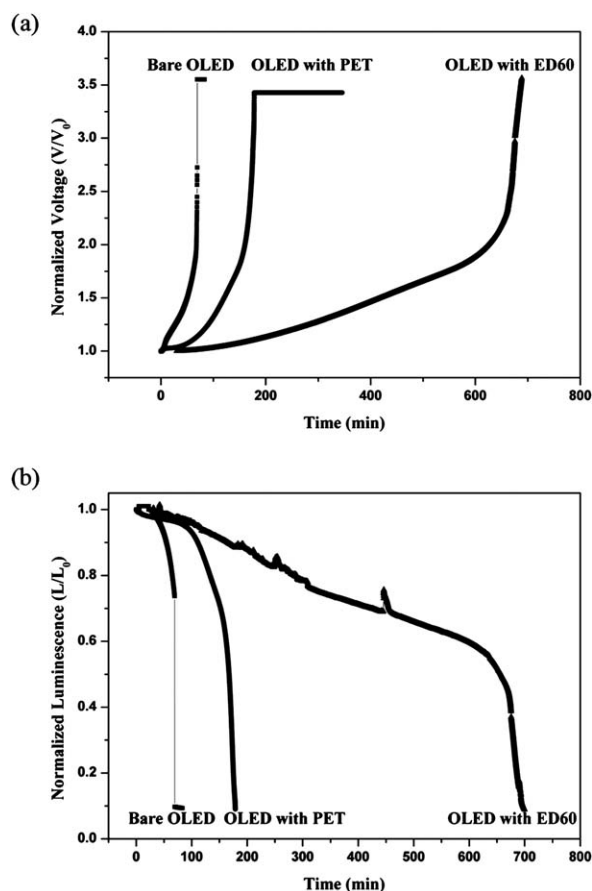 (a)
4.0
Bare OLED OLED with PET OLED with ED60
3.5
3.0
2.5
2.0
1.5
1.0
Normalized Voltage (V/V0)
0 200 400 600 800
Time (min)
(b)
1.0
0.8
0.6
0.4
0.2
0.0
Normalized Luminescence (L/L0)
Bare OLED OLED with PET OLED with ED60
0 100 200 300 400 500 600 700 800
Time (min)